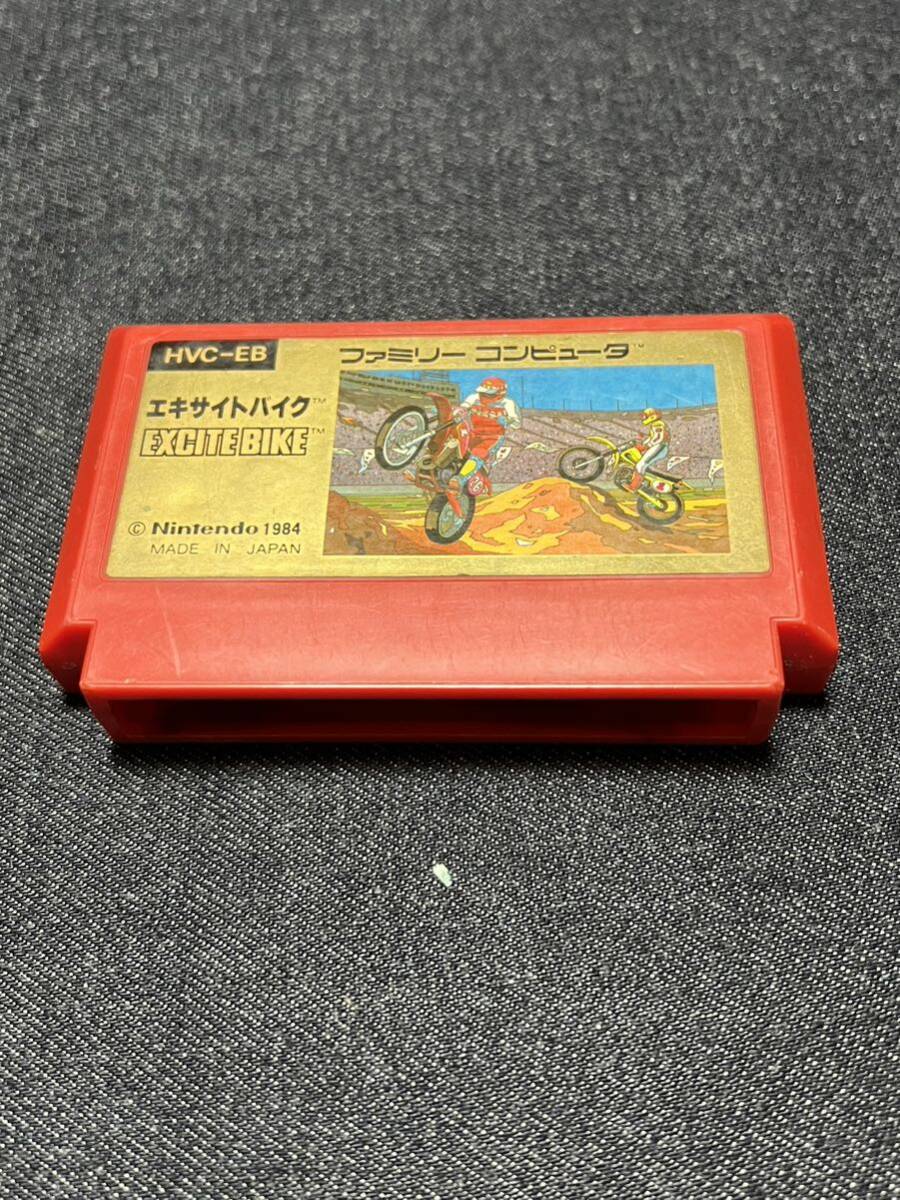 HVC-EB
ファミリー コンピュータ™
エキサイトバイク™
EXCITEBIKE™
© Nintendo 1984
MADE IN JAPAN